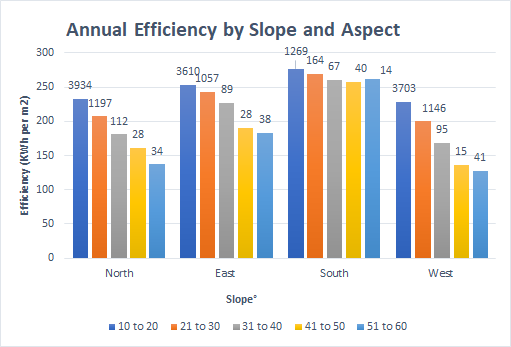 Annual Efficiency by Slope and Aspect
Efficiency (KWh per m2)
300
250
200
150
100
50
0
3934 1197 112 28 34
3610 1057 89 28 38
1269 164 67 40 14
3703 1146 95 15 41
North East South West
Slope°
10 to 20 21 to 30 31 to 40 41 to 50 51 to 60